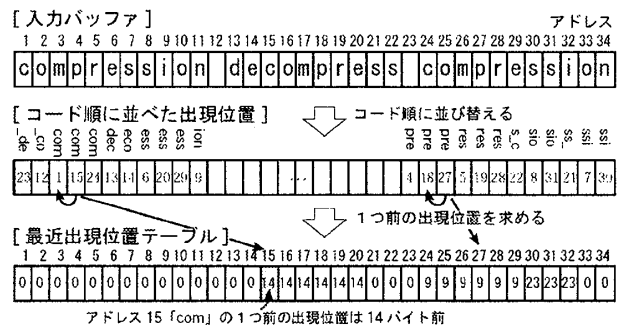 [入力バッファ]
アドレス
1 2 3 4 5 6 7 8 9 10 11 12 13 14 15 16 17 18 19 20 21 22 23 24 25 26 27 28 29 30 31 32 33 34
c o m p r e s s i o n d e c o m p r e s s c o m p r e s s i o n
[コード順に並べた出現位置]
コード順に並び替える
_de _co com com com dec eco ess ess ess ion pre pre pre res res res s_c sio sio ss_ ssi ssi
23 12 1 15 24 13 14 6 20 29 9 ... 4 18 27 5 19 28 22 8 31 21 7 30
1つ前の出現位置を求める
[最近出現位置テーブル]
1 2 3 4 5 6 7 8 9 10 11 12 13 14 15 16 17 18 19 20 21 22 23 24 25 26 27 28 29 30 31 32 33 34
0 0 0 0 0 0 0 0 0 0 0 0 0 0 14 14 14 14 14 14 0 0 0 9 9 9 9 9 9 23 23 23 0 0
アドレス15「com」の1つ前の出現位置は14バイト前